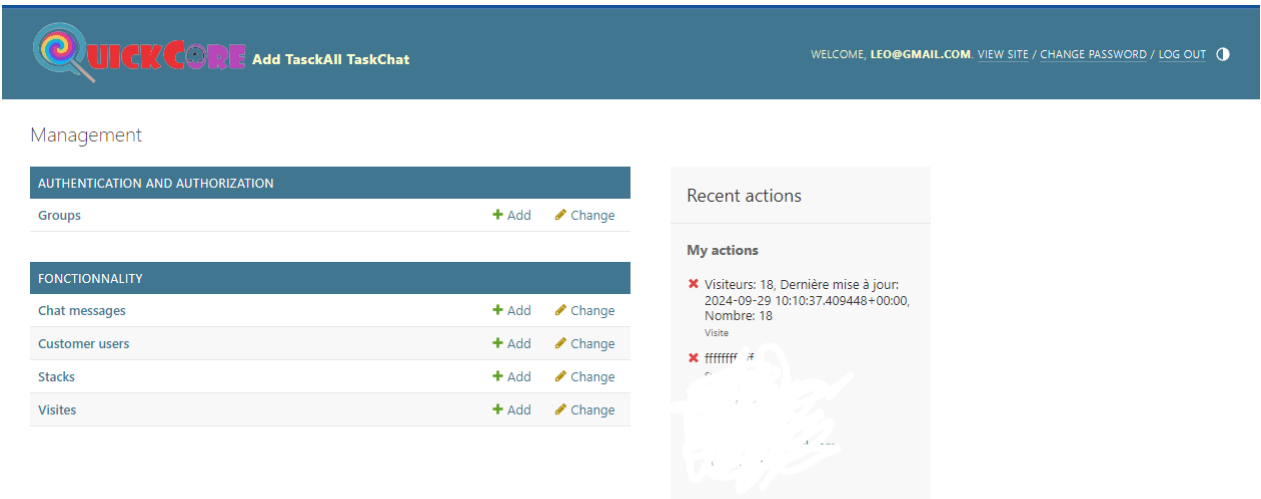 QUICKCORE Add TasckAll TaskChat
WELCOME, LEO@GMAIL.COM. VIEW SITE / CHANGE PASSWORD / LOG OUT
Management
AUTHENTICATION AND AUTHORIZATION
Groups Add Change
FONCTIONNALITY
Chat messages Add Change
Customer users Add Change
Stacks Add Change
Visites Add Change
Recent actions
My actions
Visiteurs: 18, Dernière mise à jour:
2024-09-29 10:10:37.409448+00:00,
Nombre: 18
Visite